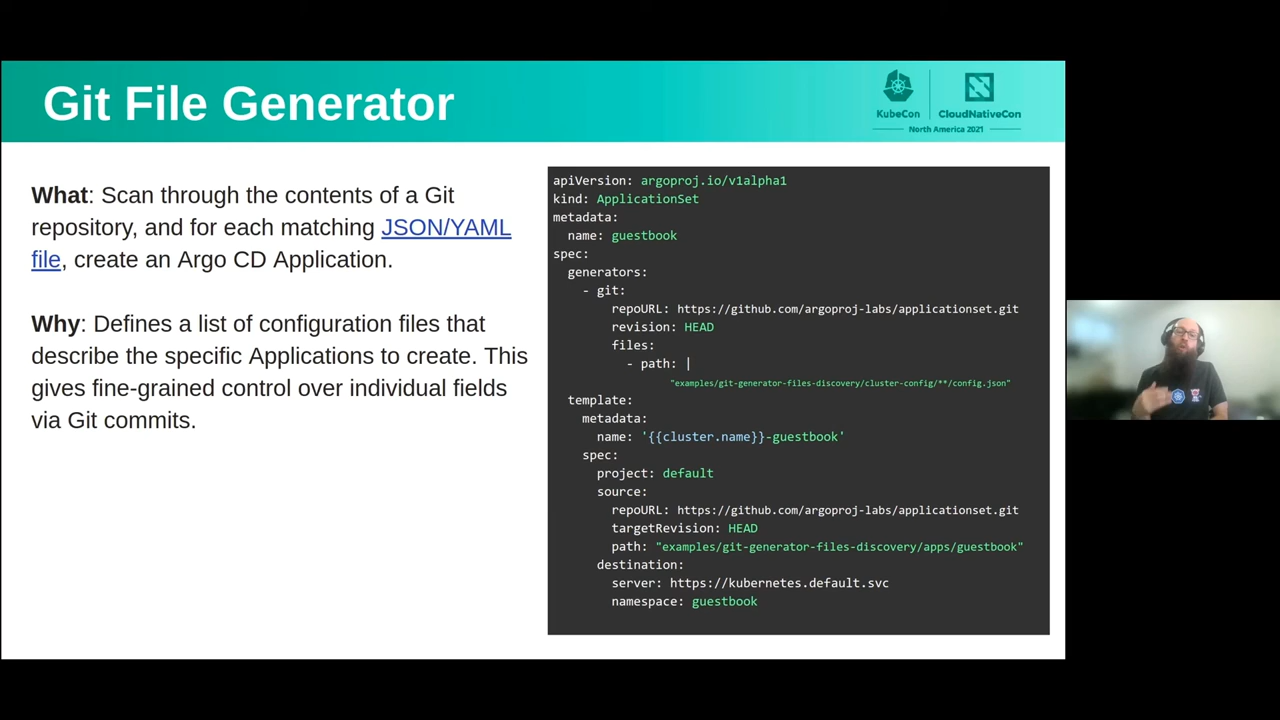 Git File Generator
KubeCon
CloudNativeCon
North America 2021
What: Scan through the contents of a Git
repository, and for each matching JSON/YAML
file, create an Argo CD Application.
Why: Defines a list of configuration files that
describe the specific Applications to create. This
gives fine-grained control over individual fields
via Git commits.
apiVersion: argoproj.io/v1alpha1
kind: ApplicationSet
metadata:
  name: guestbook
spec:
  generators:
    - git:
        repoURL: https://github.com/argoproj-labs/applicationset.git
        revision: HEAD
        files:
          - path: |
                "examples/git-generator-files-discovery/cluster-config/**/config.json"
  template:
    metadata:
      name: '{{cluster.name}}-guestbook'
    spec:
      project: default
      source:
        repoURL: https://github.com/argoproj-labs/applicationset.git
        targetRevision: HEAD
        path: "examples/git-generator-files-discovery/apps/guestbook"
      destination:
        server: https://kubernetes.default.svc
        namespace: guestbook